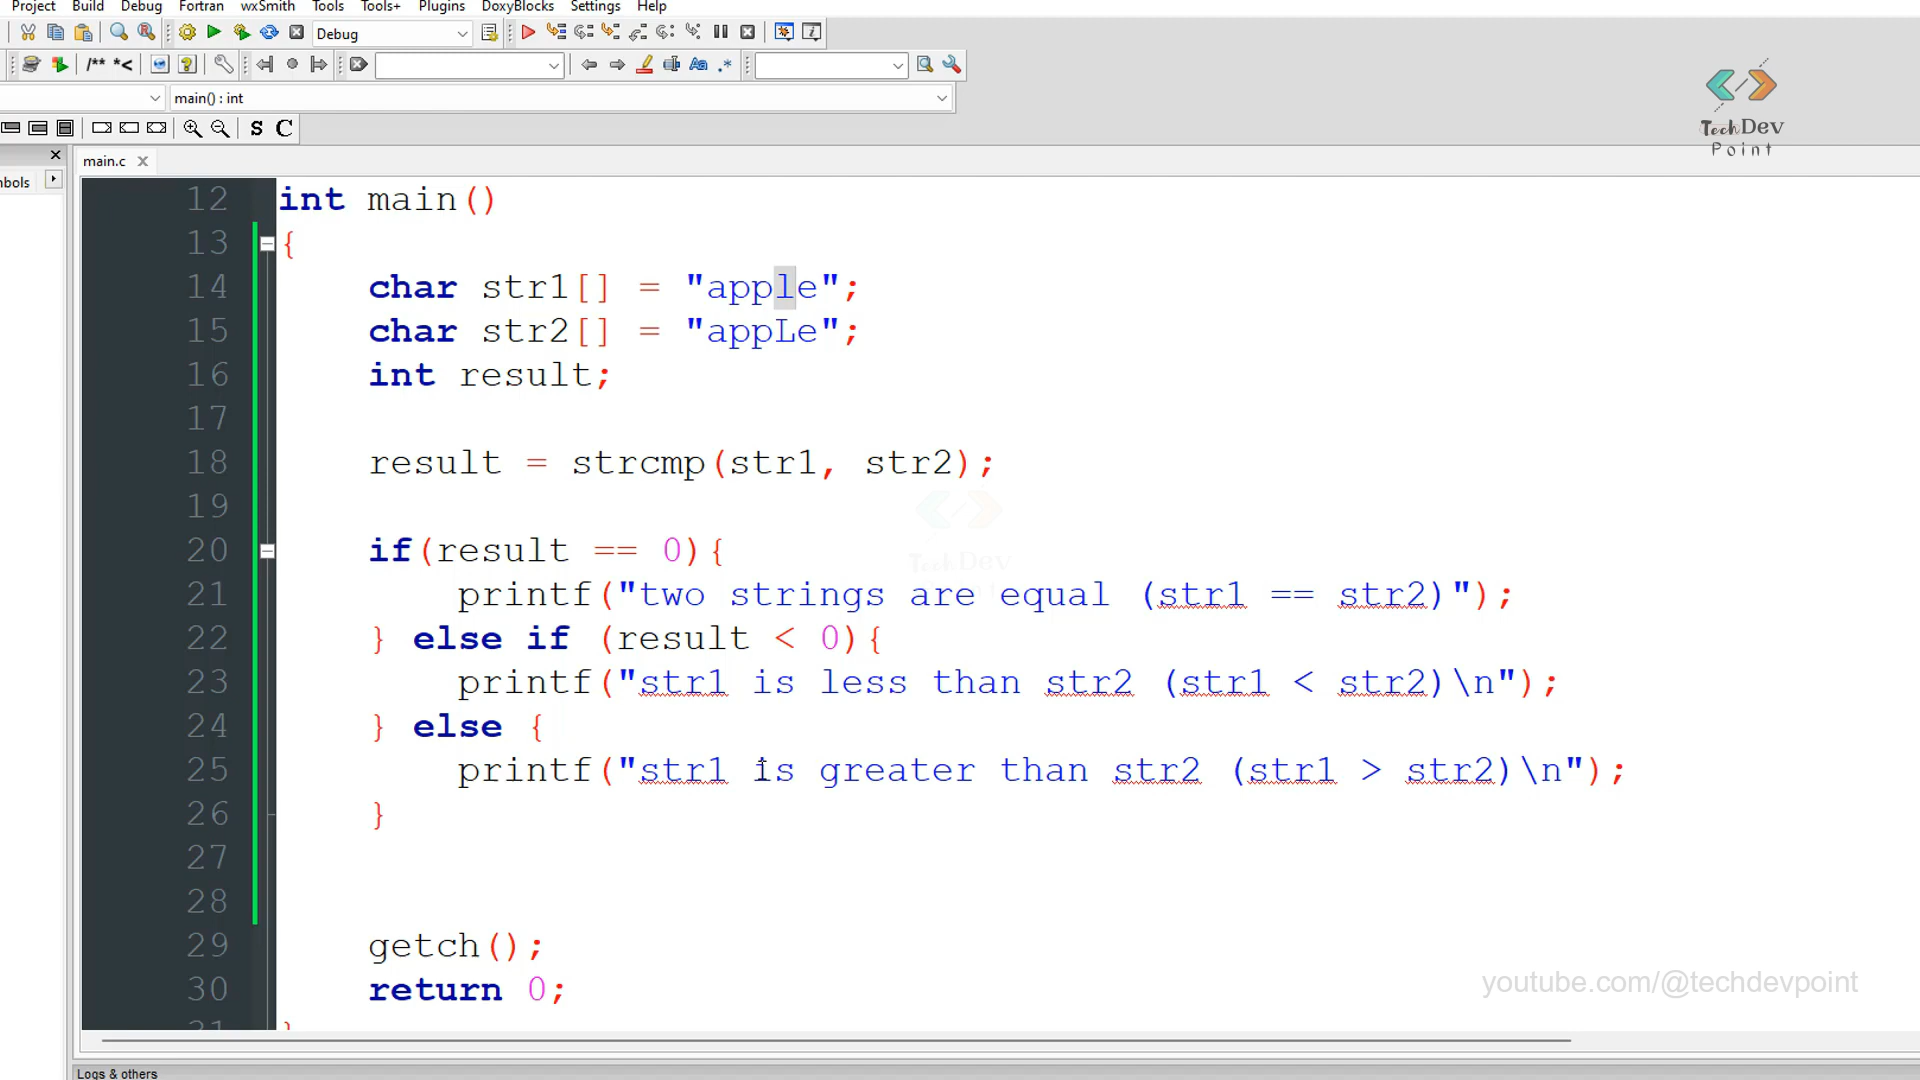 Project Build Debug Fortran wxSmith Tools Tools+ Plugins DoxyBlocks Settings Help
Debug
/** *<
Aa .*
main() : int
S C
TechDev
Point
main.c
bols
12 int main()
13 {
14 char str1[] = "apple";
15 char str2[] = "appLe";
16 int result;
17
18 result = strcmp(str1, str2);
19
20 if(result == 0){
21 printf("two strings are equal (str1 == str2)");
22 } else if (result < 0){
23 printf("str1 is less than str2 (str1 < str2)\n");
24 } else {
25 printf("str1 is greater than str2 (str1 > str2)\n");
26 }
27
28
29 getch();
30 return 0;
TechDev
youtube.com/@techdevpoint
Logs & others